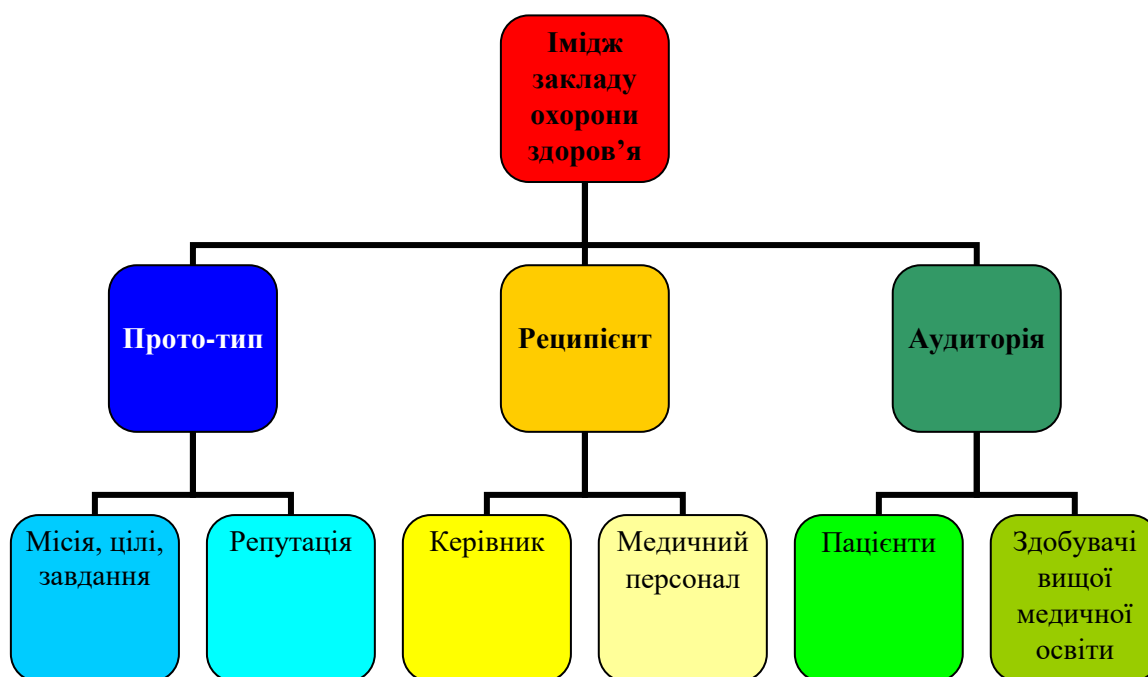 Імідж
закладу
охорони
здоров’я
Прото-тип
Реципієнт
Аудиторія
Місія, цілі,
завдання
Репутація
Керівник
Медичний
персонал
Пацієнти
Здобувачі
вищої
медичної
освіти